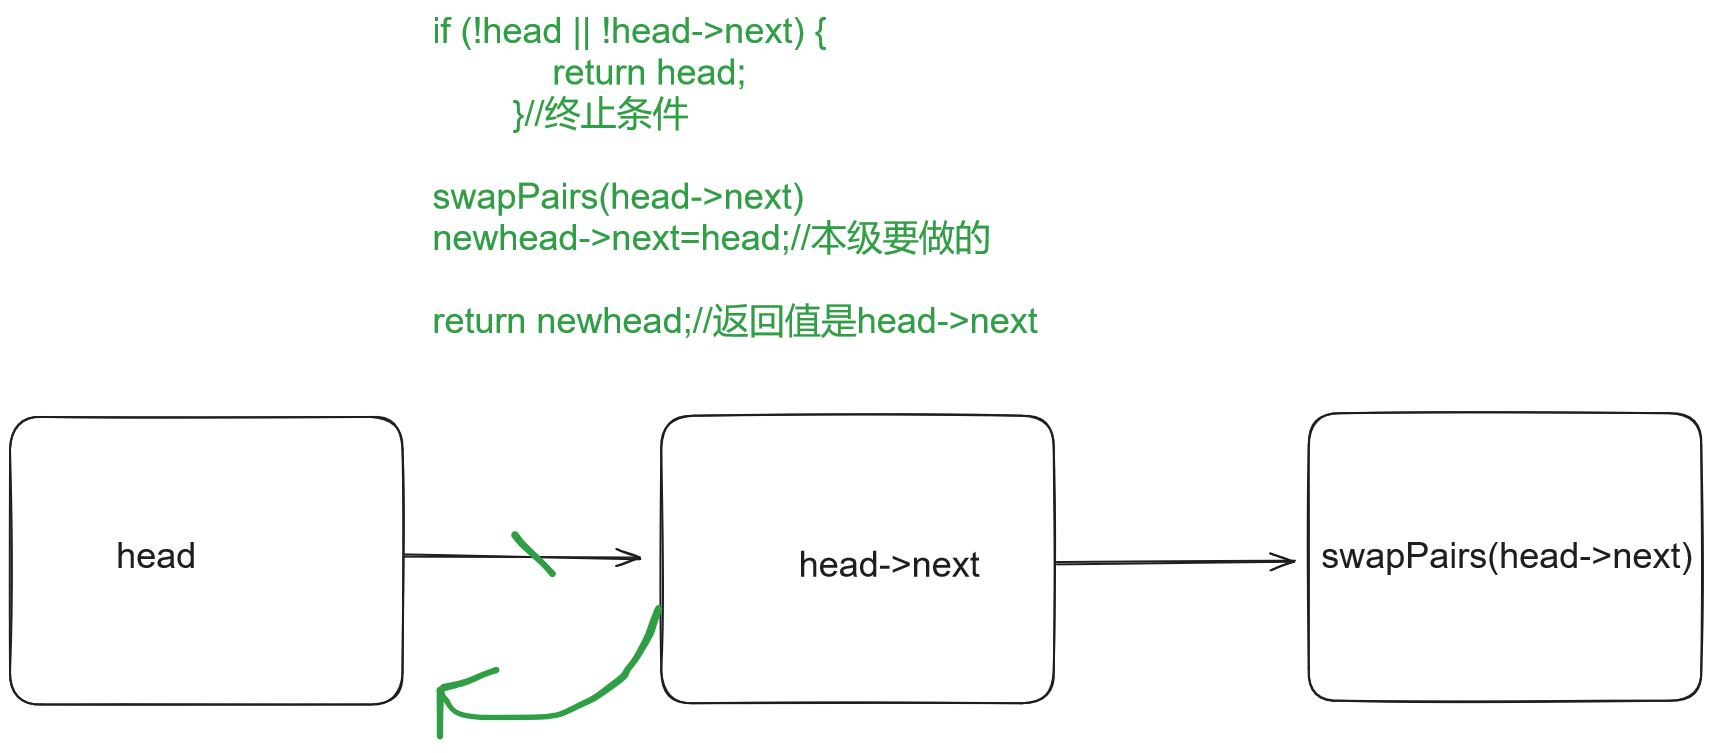 if (!head || !head->next) {
return head;
}//终止条件
swapPairs(head->next)
newhead->next=head;//本级要做的
return newhead;//返回值是head->next
head
head->next
swapPairs(head->next)